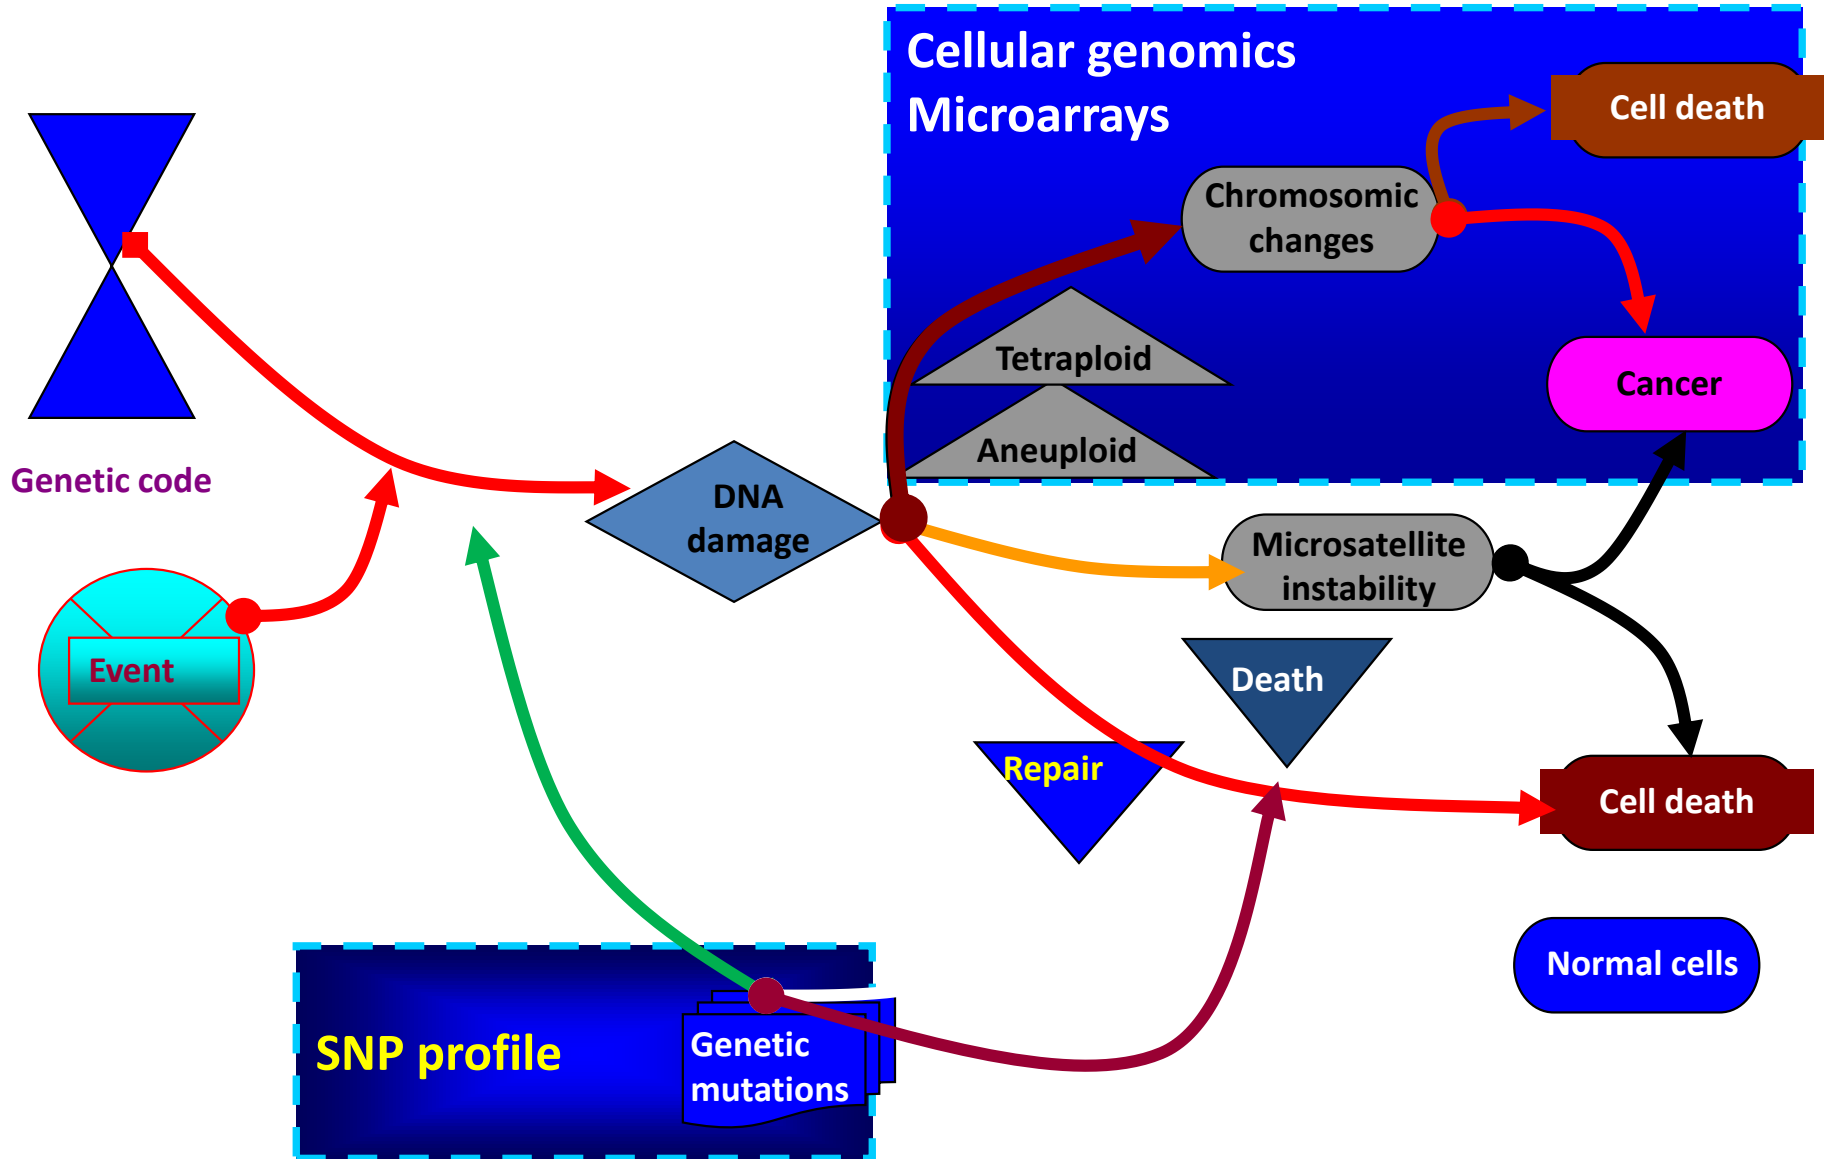 Cellular genomics
Microarrays
Cell death
Chromosomic
changes
Tetraploid
Cancer
Aneuploid
Genetic code
DNA
damage
Microsatellite
instability
Event
Death
Repair
Cell death
Normal cells
SNP profile
Genetic
mutations